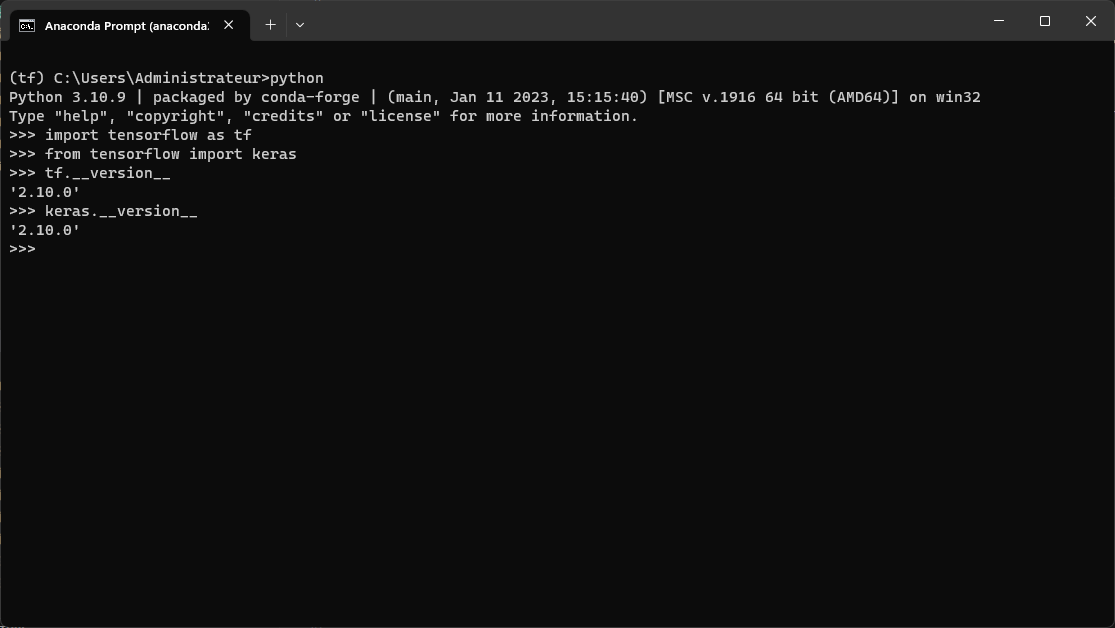 Anaconda Prompt (anaconda
(tf) C:\Users\Administrateur>python
Python 3.10.9 | packaged by conda-forge | (main, Jan 11 2023, 15:15:40) [MSC v.1916 64 bit (AMD64)] on win32
Type "help", "copyright", "credits" or "license" for more information.
>>> import tensorflow as tf
>>> from tensorflow import keras
>>> tf.__version__
'2.10.0'
>>> keras.__version__
'2.10.0'
>>>